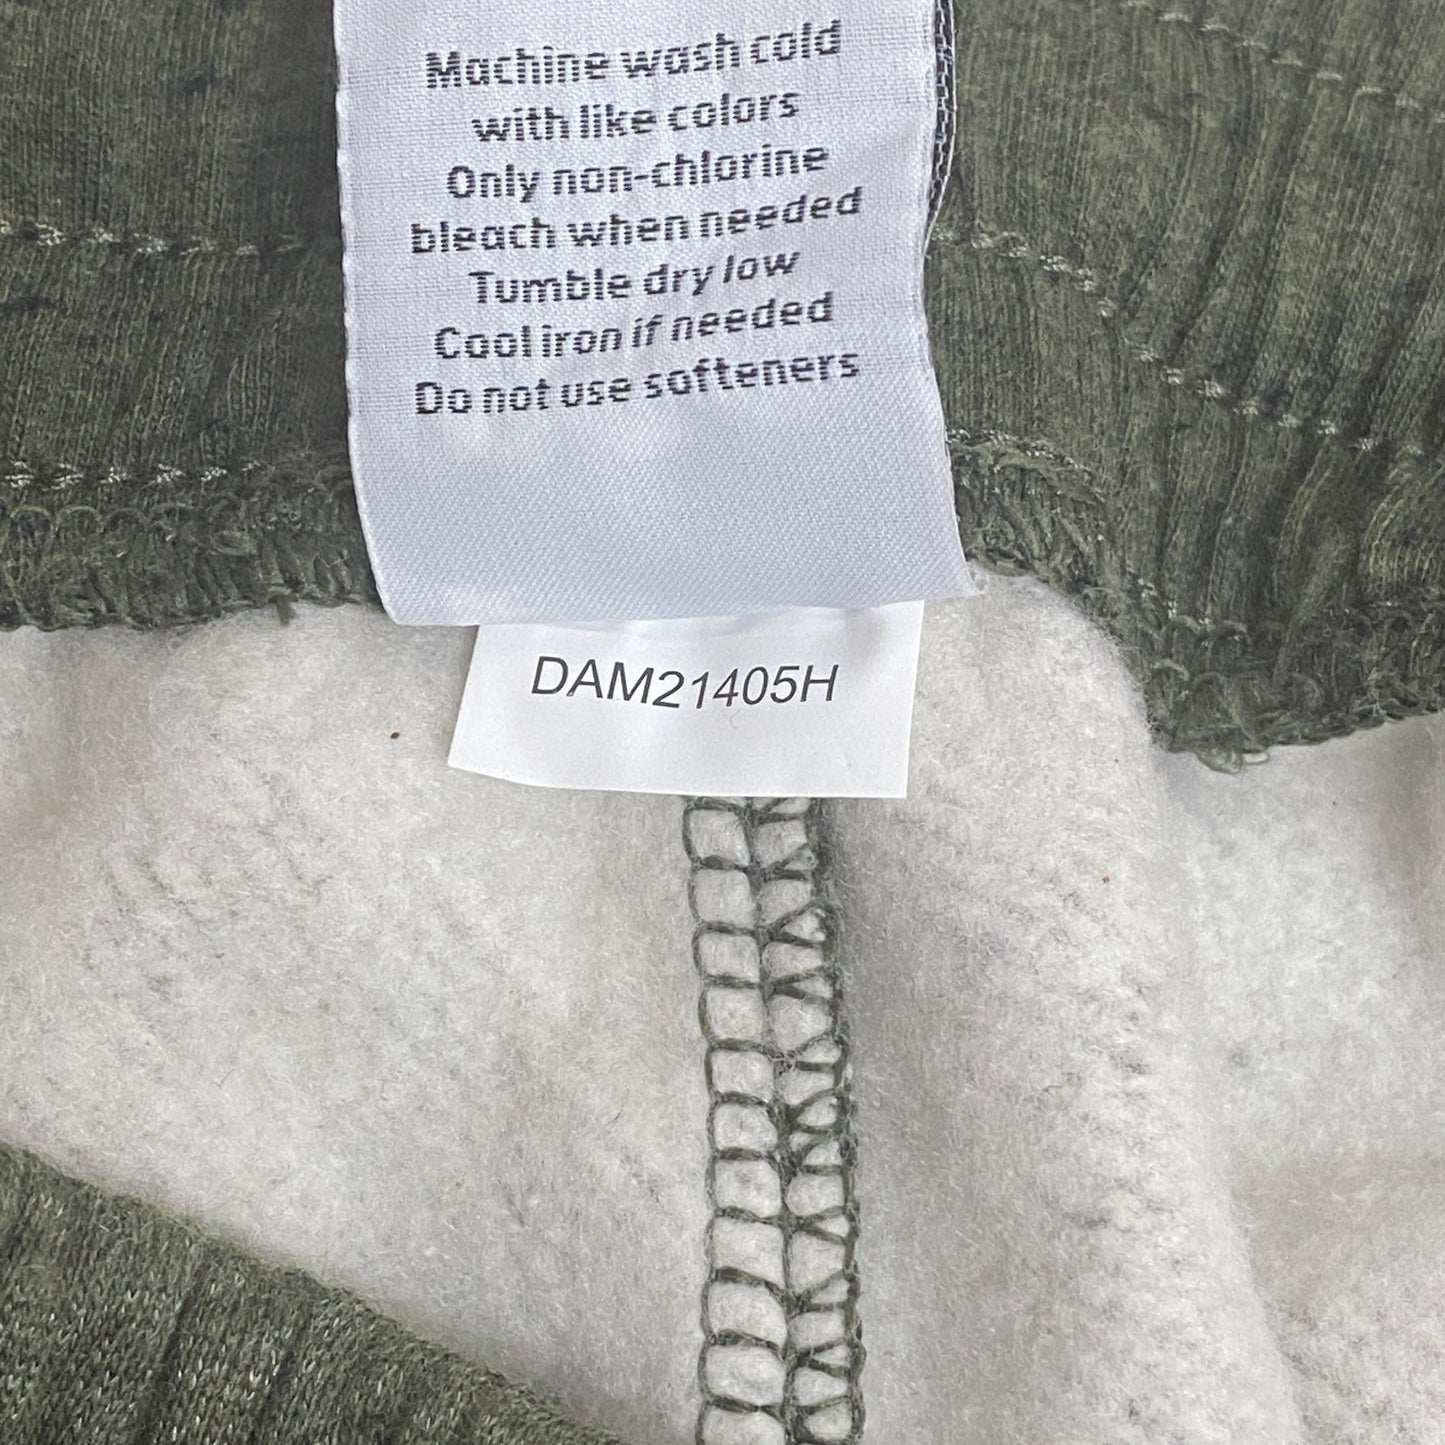 Machine wash cold
with like colors
Only non-chlorine
bleach when needed
Tumble dry low
Cool iron if needed
Do not use softeners
DAM21405H